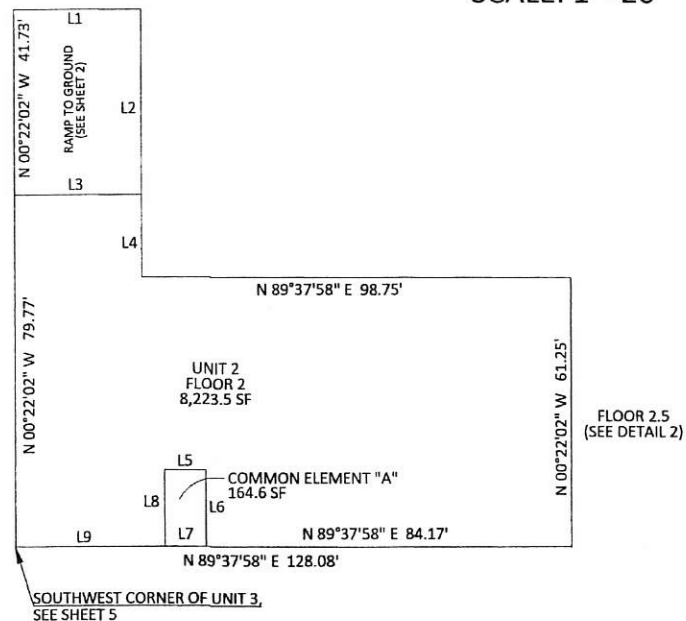 L1
N 00°22'02" W 41.73'
RAMP TO GROUND
(SEE SHEET 2)
L2
L3
L4
N 89°37'58" E 98.75'
N 00°22'02" W 79.77'
UNIT 2
FLOOR 2
8,223.5 SF
N 00°22'02" W 61.25'
FLOOR 2.5
(SEE DETAIL 2)
L5
COMMON ELEMENT "A"
164.6 SF
L8
L6
L9
L7
N 89°37'58" E 84.17'
N 89°37'58" E 128.08'
SOUTHWEST CORNER OF UNIT 3,
SEE SHEET 5